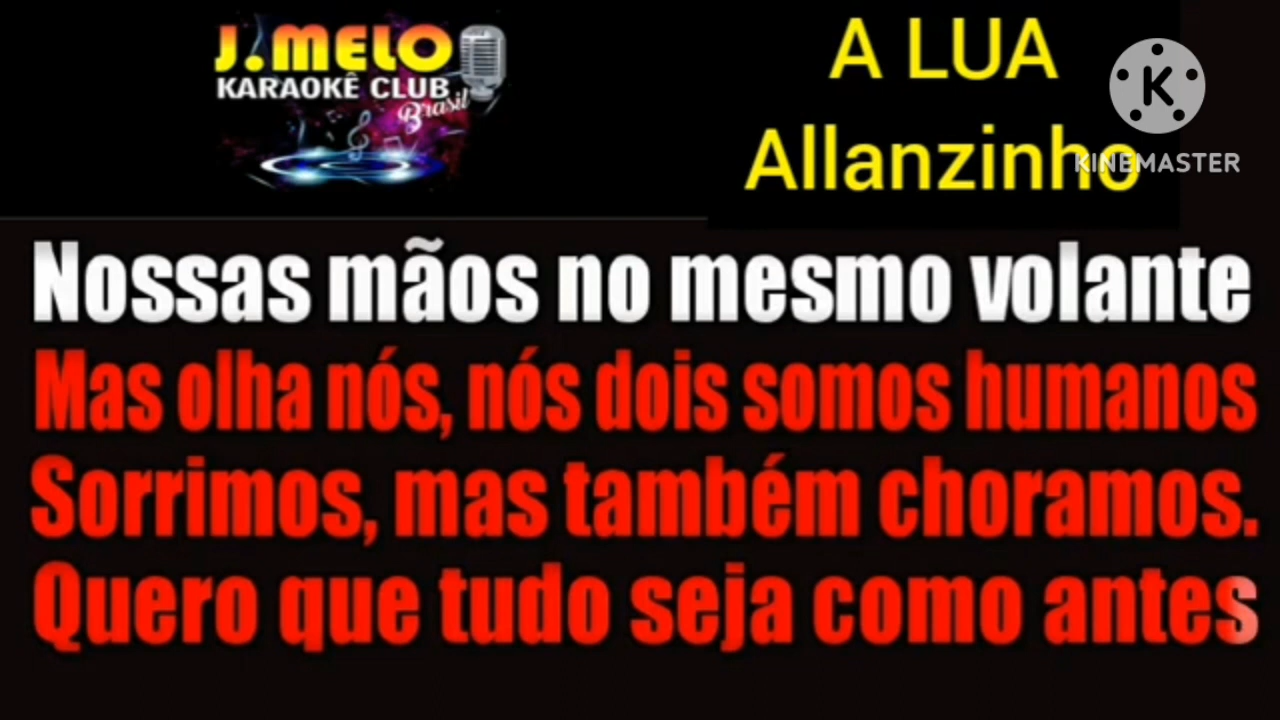 J.MELO
KARAOKÊ CLUB
Brasil
A LUA
Allanzinho
K
KINEMASTER
Nossas mãos no mesmo volante
Mas olha nós, nós dois somos humanos
Sorrimos, mas também choramos.
Quero que tudo seja como antes